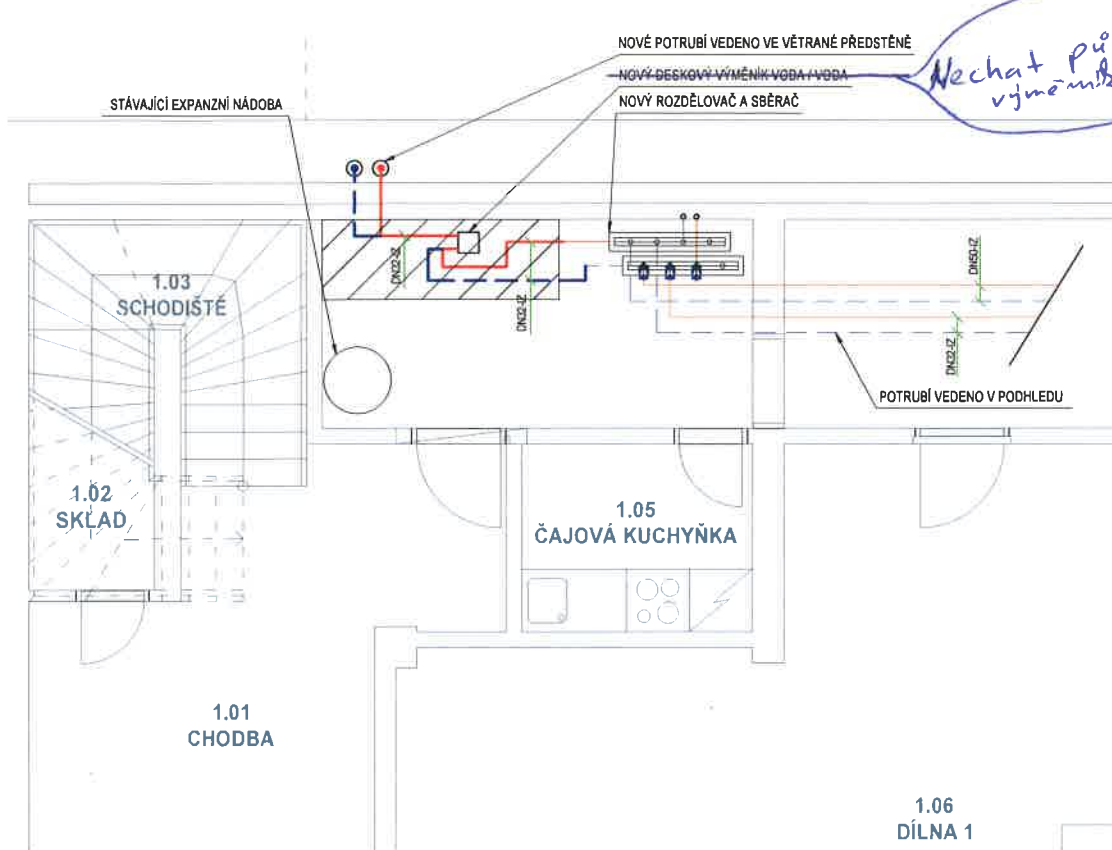 NOVÉ POTRUBÍ VEDENO VE VĚTRANÉ PŘEDSTĚNĚ
NOVÝ DESKOVÝ VÝMĚNÍK VODA / VODA
NOVÝ ROZDĚLOVAČ A SBĚRAČ
Nechat pů
STÁVAJÍCÍ EXPANZNÍ NÁDOBA
DN32-IZ
DN32-IZ
DN50-IZ
DN32-IZ
POTRUBÍ VEDENO V PODHLEDU
1.03
SCHODIŠTĚ
1.02
SKLAD
1.05
ČAJOVÁ KUCHYŇKA
1.01
CHODBA
1.06
DÍLNA 1